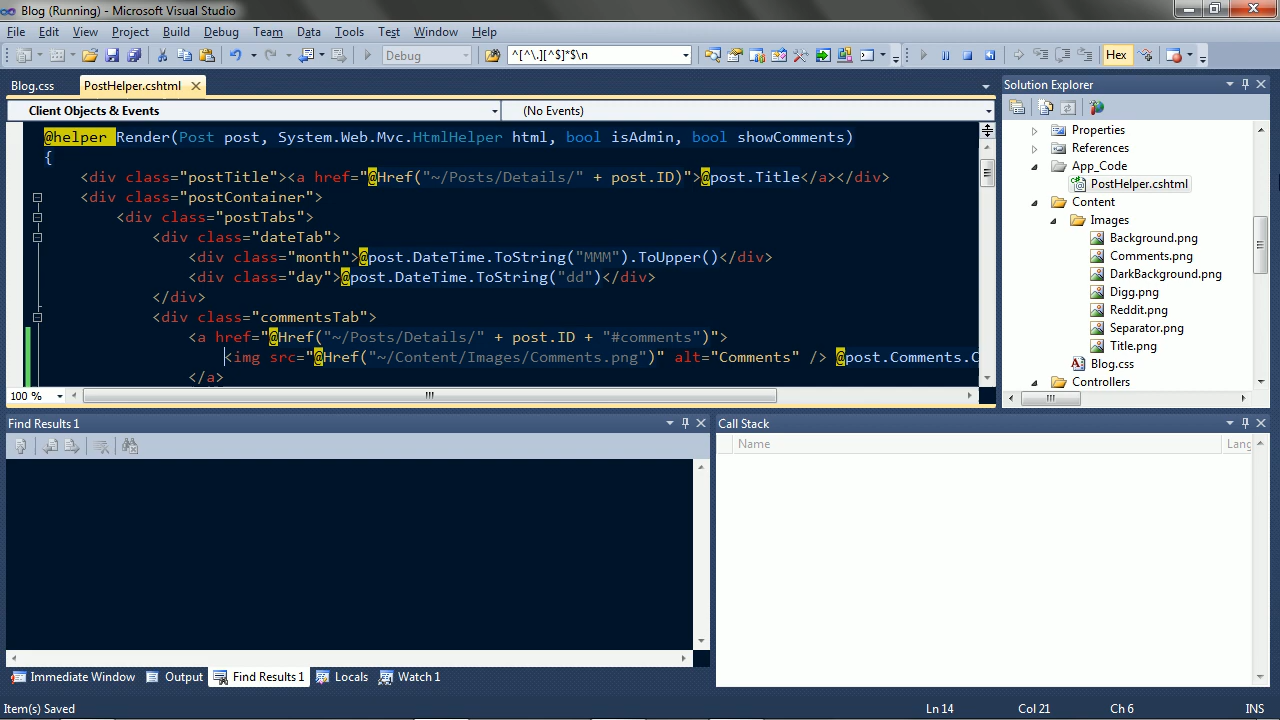 Blog (Running) - Microsoft Visual Studio
File Edit View Project Build Debug Team Data Tools Test Window Help
Debug ^[^\.][^$]*$\n Hex
Blog.css PostHelper.cshtml
Client Objects & Events (No Events)
@helper Render(Post post, System.Web.Mvc.HtmlHelper html, bool isAdmin, bool showComments)
{
<div class="postTitle"><a href="@Href("~/Posts/Details/" + post.ID)">@post.Title</a></div>
<div class="postContainer">
<div class="postTabs">
<div class="dateTab">
<div class="month">@post.DateTime.ToString("MMM").ToUpper()</div>
<div class="day">@post.DateTime.ToString("dd")</div>
</div>
<div class="commentsTab">
<a href="@Href("~/Posts/Details/" + post.ID + "#comments")">
<img src="@Href("~/Content/Images/Comments.png")" alt="Comments" /> @post.Comments.C
</a>
100 %
Solution Explorer
Properties
References
App_Code
PostHelper.cshtml
Content
Images
Background.png
Comments.png
DarkBackground.png
Digg.png
Reddit.png
Separator.png
Title.png
Blog.css
Controllers
Find Results 1
Call Stack
Name Lang
Immediate Window Output Find Results 1 Locals Watch 1
Item(s) Saved Ln 14 Col 21 Ch 6 INS